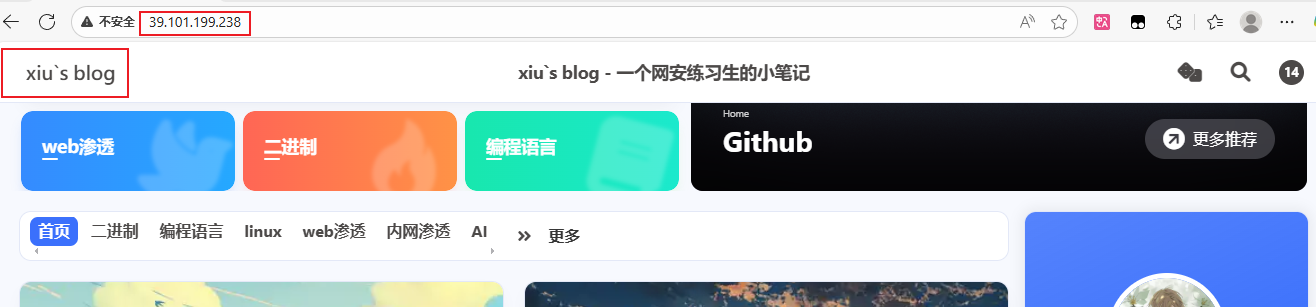 不安全 39.101.199.238
xiu`s blog
xiu`s blog - 一个网安练习生的小笔记
14
web渗透
二进制
编程语言
Home
Github
更多推荐
首页 二进制 编程语言 linux web渗透 内网渗透 AI 更多